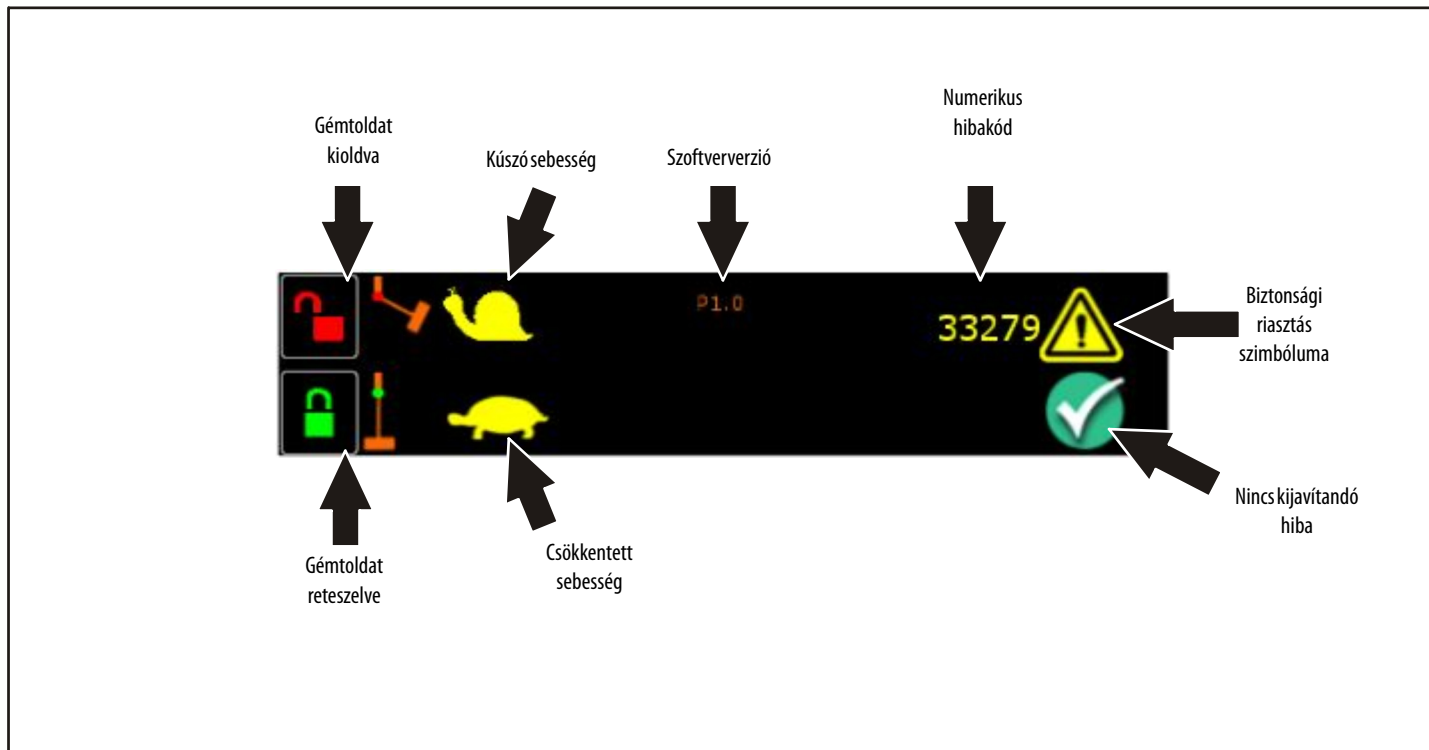 Gémtoldat
kioldva
Kúszó sebesség
Szoftververzió
Numerikus
hibakód
P1.0
33279
Biztonsági
riasztás
szimbóluma
Gémtoldat
reteszelve
Csökkentett
sebesség
Nincs kijavítandó
hiba